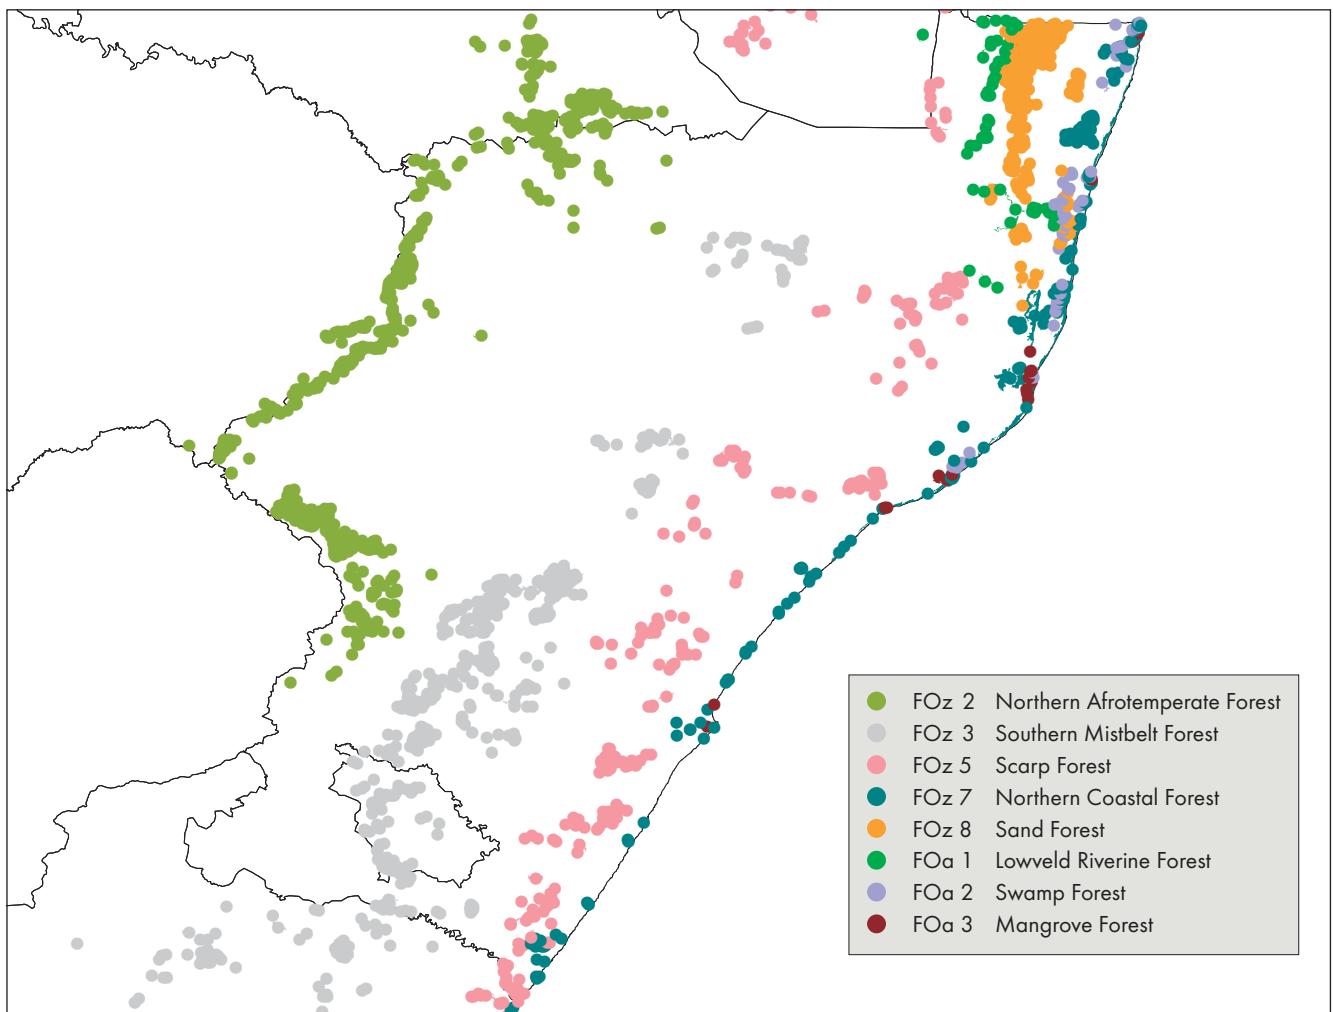 FOz 2 Northern Afrotemperate Forest
FOz 3 Southern Mistbelt Forest
FOz 5 Scarp Forest
FOz 7 Northern Coastal Forest
FOz 8 Sand Forest
FOa 1 Lowveld Riverine Forest
FOa 2 Swamp Forest
FOa 3 Mangrove Forest